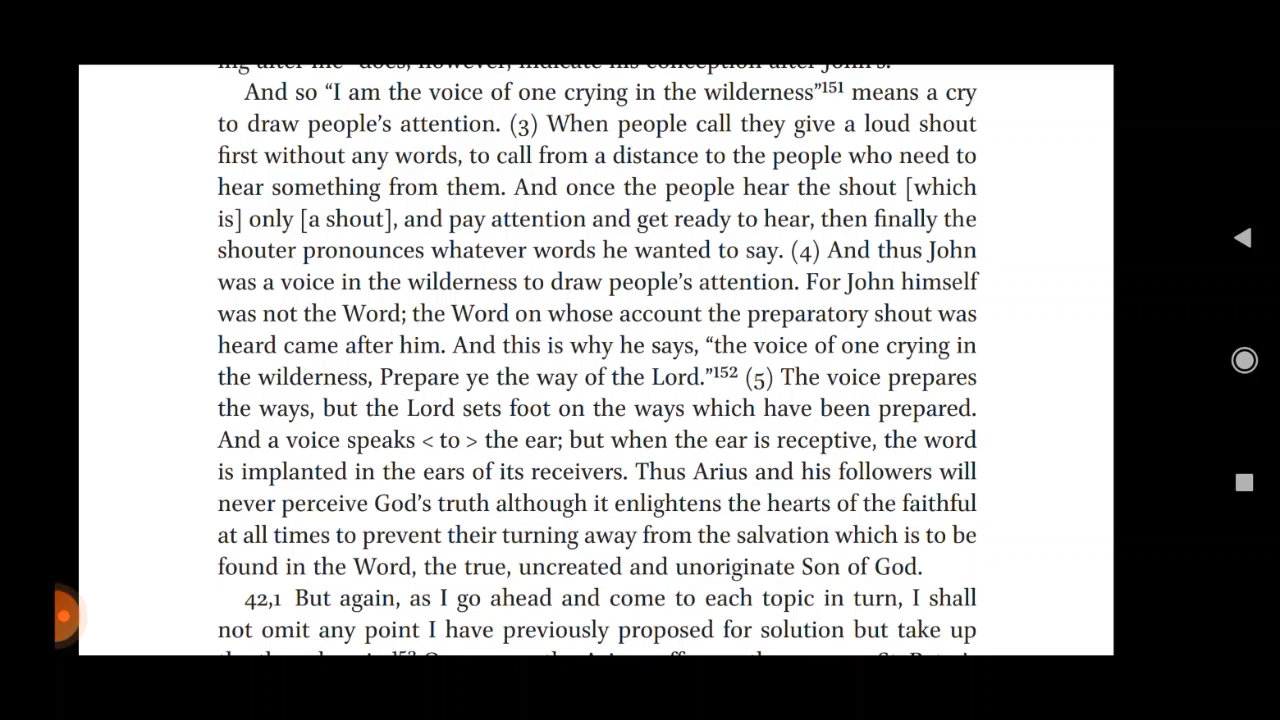 ing after me" does, however, indicate his conception after John's.
And so “I am the voice of one crying in the wilderness”151 means a cry
to draw people’s attention. (3) When people call they give a loud shout
first without any words, to call from a distance to the people who need to
hear something from them. And once the people hear the shout [which
is] only [a shout], and pay attention and get ready to hear, then finally the
shouter pronounces whatever words he wanted to say. (4) And thus John
was a voice in the wilderness to draw people’s attention. For John himself
was not the Word; the Word on whose account the preparatory shout was
heard came after him. And this is why he says, “the voice of one crying in
the wilderness, Prepare ye the way of the Lord.”152 (5) The voice prepares
the ways, but the Lord sets foot on the ways which have been prepared.
And a voice speaks < to > the ear; but when the ear is receptive, the word
is implanted in the ears of its receivers. Thus Arius and his followers will
never perceive God’s truth although it enlightens the hearts of the faithful
at all times to prevent their turning away from the salvation which is to be
found in the Word, the true, uncreated and unoriginate Son of God.
42,1 But again, as I go ahead and come to each topic in turn, I shall
not omit any point I have previously proposed for solution but take up